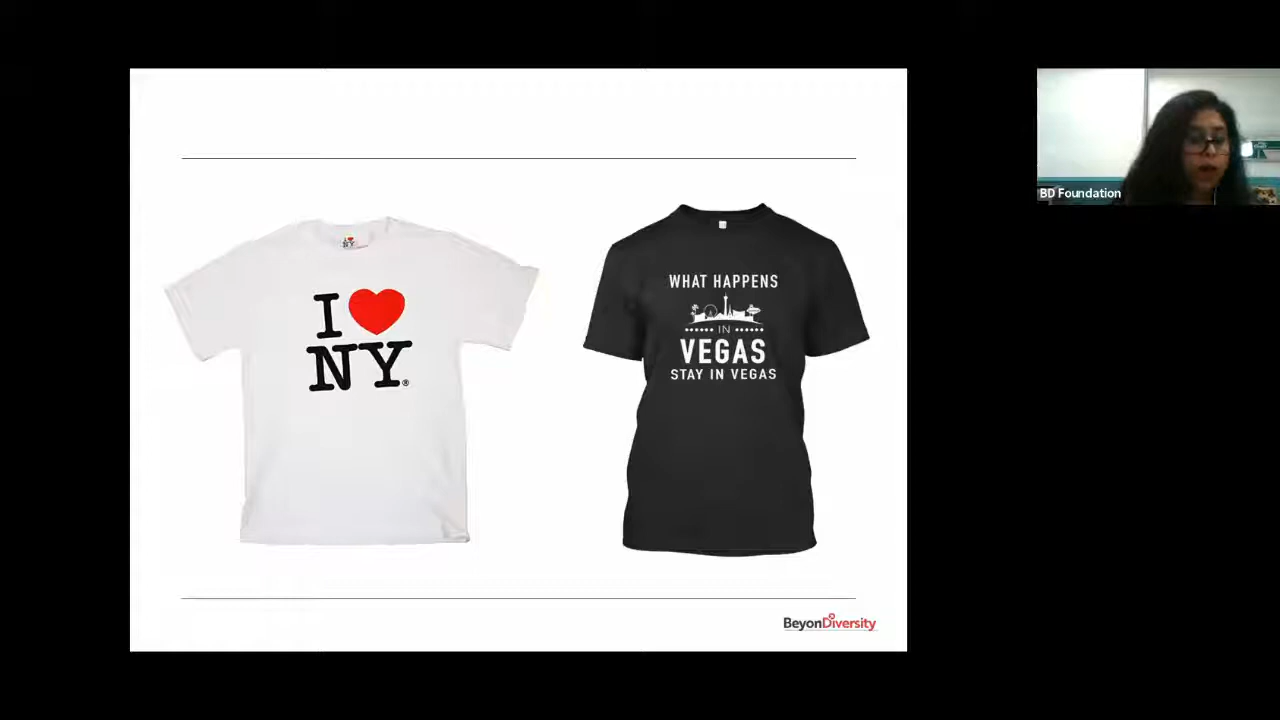 I ❤
NY®
WHAT HAPPENS
IN
VEGAS
STAY IN VEGAS
BD Foundation
BeyonDiversity